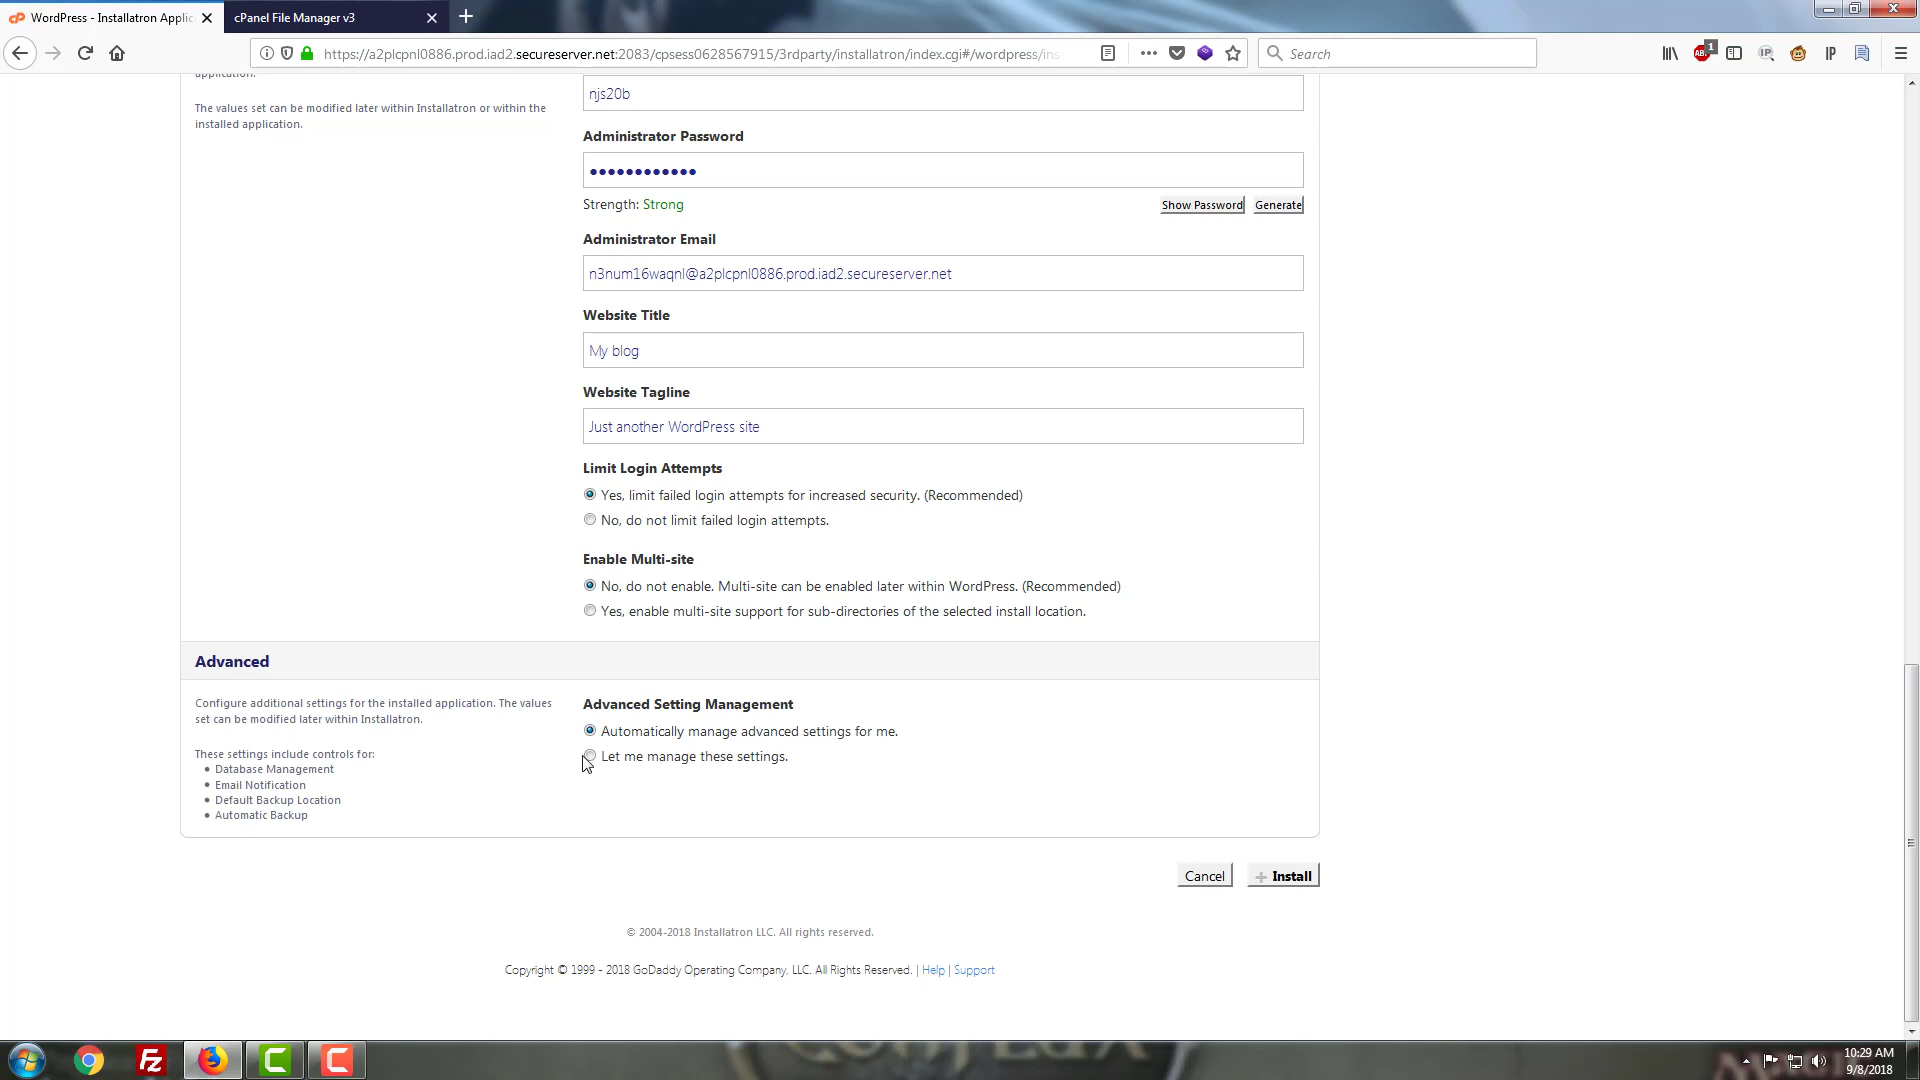 WordPress - Installatron Applic
cPanel File Manager v3
https://a2plcpnl0886.prod.iad2.secureserver.net:2083/cpsess0628567915/3rdparty/installatron/index.cgi#/wordpress/ins
Search
1
IP
application.
The values set can be modified later within Installatron or within the
installed application.
njs20b
Administrator Password
Strength: Strong
Show Password
Generate
Administrator Email
n3num16waqnl@a2plcpnl0886.prod.iad2.secureserver.net
Website Title
My blog
Website Tagline
Just another WordPress site
Limit Login Attempts
Yes, limit failed login attempts for increased security. (Recommended)
No, do not limit failed login attempts.
Enable Multi-site
No, do not enable. Multi-site can be enabled later within WordPress. (Recommended)
Yes, enable multi-site support for sub-directories of the selected install location.
Advanced
Configure additional settings for the installed application. The values
set can be modified later within Installatron.
These settings include controls for:
• Database Management
• Email Notification
• Default Backup Location
• Automatic Backup
Advanced Setting Management
Automatically manage advanced settings for me.
Let me manage these settings.
Cancel
+ Install
© 2004-2018 Installatron LLC. All rights reserved.
Copyright © 1999 - 2018 GoDaddy Operating Company, LLC. All Rights Reserved. | Help | Support
10:29 AM
9/8/2018